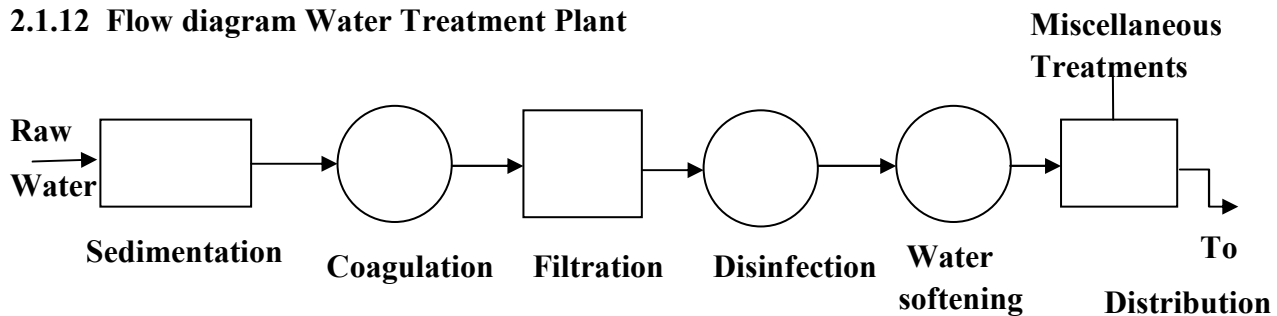 2.1.12 Flow diagram Water Treatment Plant
Miscellaneous
Treatments
Raw
Water
Sedimentation
Coagulation
Filtration
Disinfection
Water
softening
To
Distribution